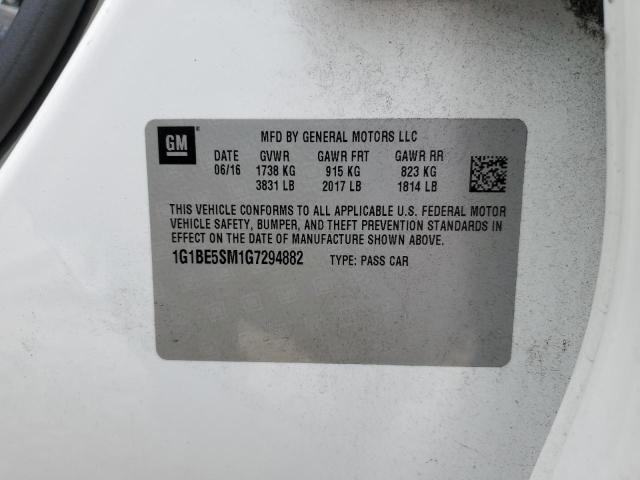 GM ® MFD BY GENERAL MOTORS LLC
DATE GVWR GAWR FRT GAWR RR
06/16 1738 KG 915 KG 823 KG
3831 LB 2017 LB 1814 LB
THIS VEHICLE CONFORMS TO ALL APPLICABLE U.S. FEDERAL MOTOR
VEHICLE SAFETY, BUMPER, AND THEFT PREVENTION STANDARDS IN
EFFECT ON THE DATE OF MANUFACTURE SHOWN ABOVE.
1G1BE5SM1G7294882 TYPE: PASS CAR